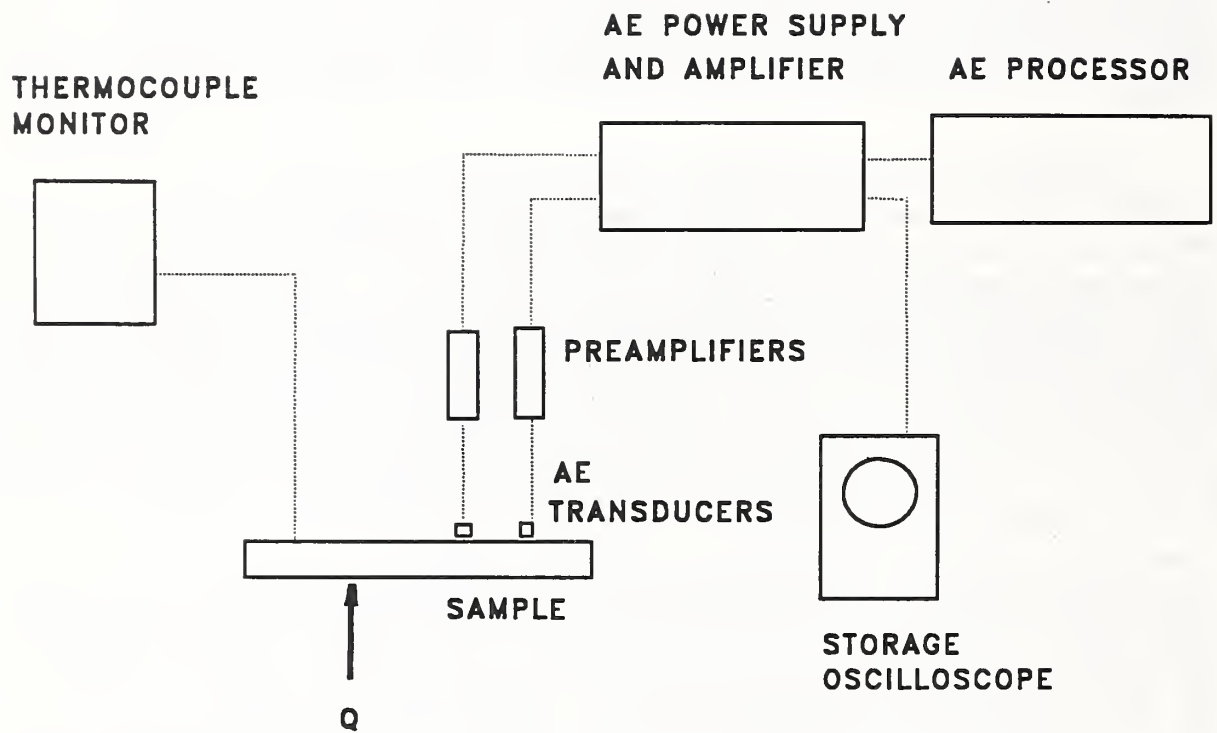 THERMOCOUPLE
MONITOR
AE POWER SUPPLY
AND AMPLIFIER
AE PROCESSOR
PREAMPLIFIERS
AE
TRANSDUCERS
SAMPLE
Q
STORAGE
OSCILLOSCOPE